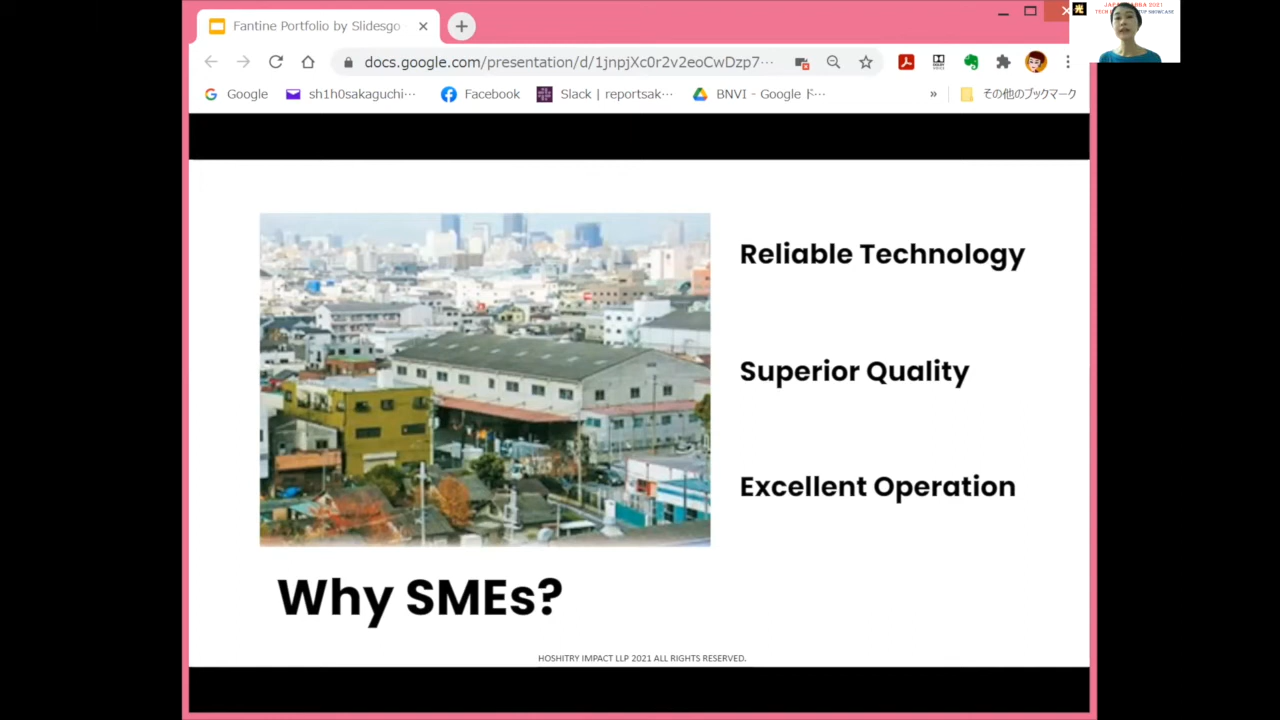 Fantine Portfolio by Slidesgo
docs.google.com/presentation/d/1jnpjXc0r2v2eoCwDzp7···
Google
sh1h0sakaguchi···
Facebook
Slack | reportsak···
BNVI - Google ド···
»
その他のブックマーク
Reliable Technology
Superior Quality
Excellent Operation
Why SMEs?
HOSHITRY IMPACT LLP 2021 ALL RIGHTS RESERVED.